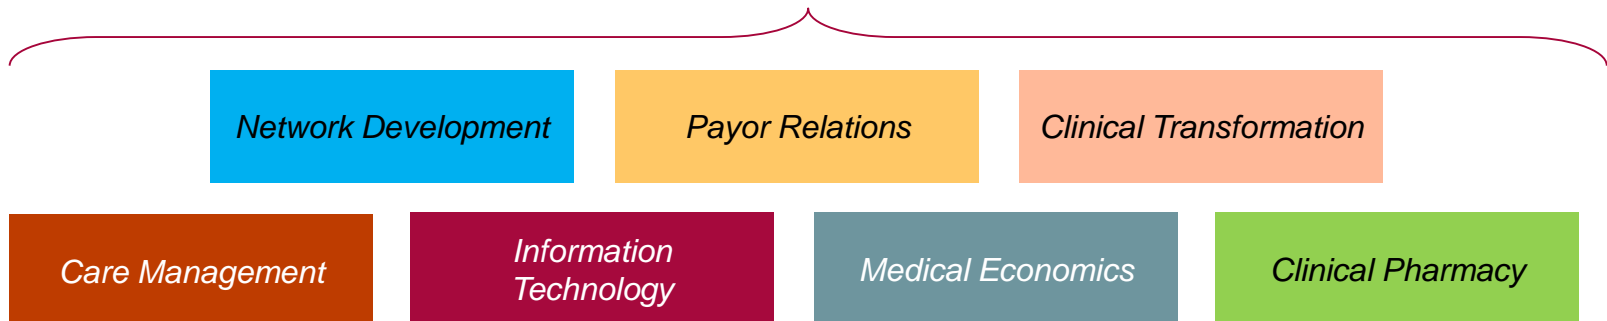 Network Development
Payor Relations
Clinical Transformation
Care Management
Information
Technology
Medical Economics
Clinical Pharmacy